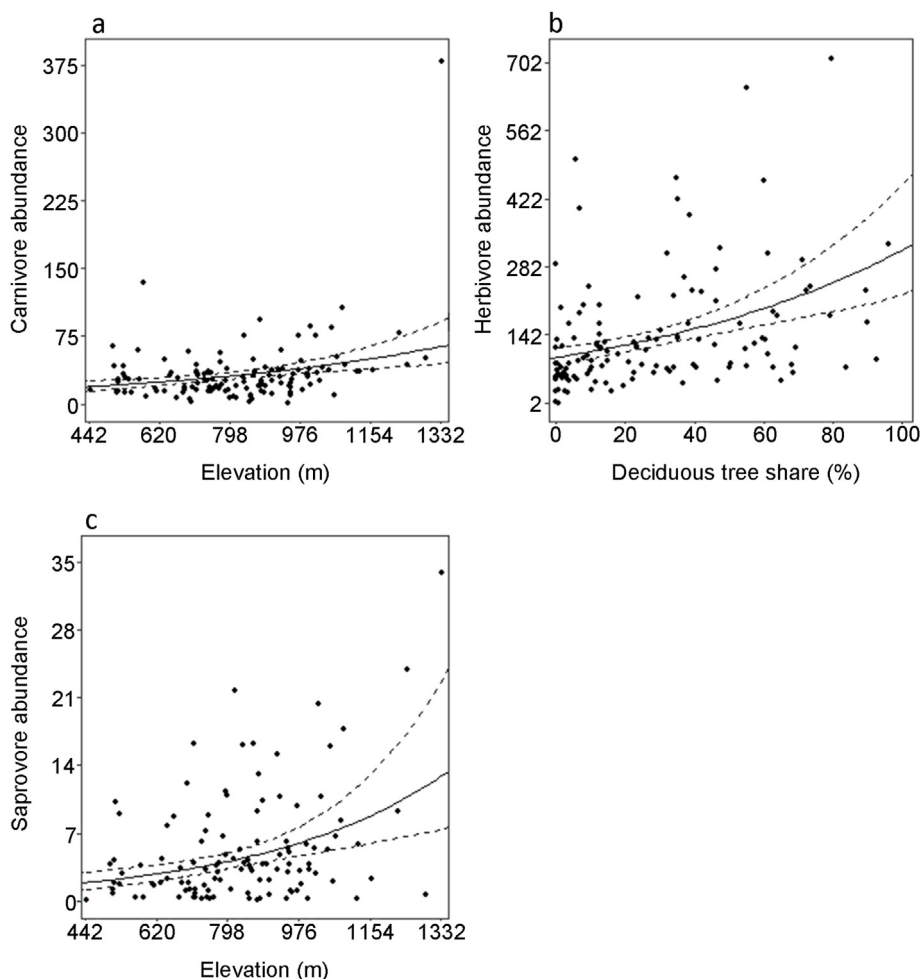 a
375
300
225
150
75
0
Carnivore abundance
442 620 798 976 1154 1332
Elevation (m)
b
702
562
422
282
142
2
Herbivore abundance
0 20 40 60 80 100
Deciduous tree share (%)
c
35
28
21
14
7
0
Saprovore abundance
442 620 798 976 1154 1332
Elevation (m)